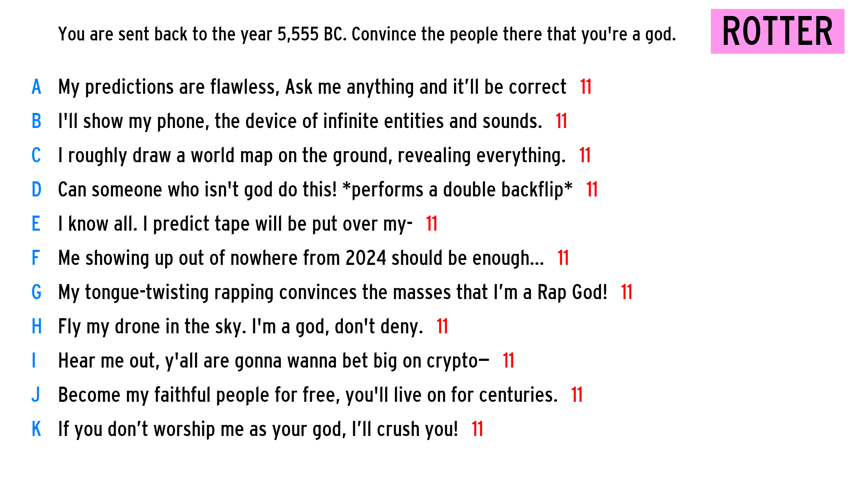 You are sent back to the year 5,555 BC. Convince the people there that you're a god.
ROTTER
A My predictions are flawless, Ask me anything and it’ll be correct 11
B I'll show my phone, the device of infinite entities and sounds. 11
C I roughly draw a world map on the ground, revealing everything. 11
D Can someone who isn't god do this! *performs a double backflip* 11
E I know all. I predict tape will be put over my- 11
F Me showing up out of nowhere from 2024 should be enough... 11
G My tongue-twisting rapping convinces the masses that I’m a Rap God! 11
H Fly my drone in the sky. I'm a god, don't deny. 11
I Hear me out, y'all are gonna wanna bet big on crypto— 11
J Become my faithful people for free, you'll live on for centuries. 11
K If you don’t worship me as your god, I’ll crush you! 11